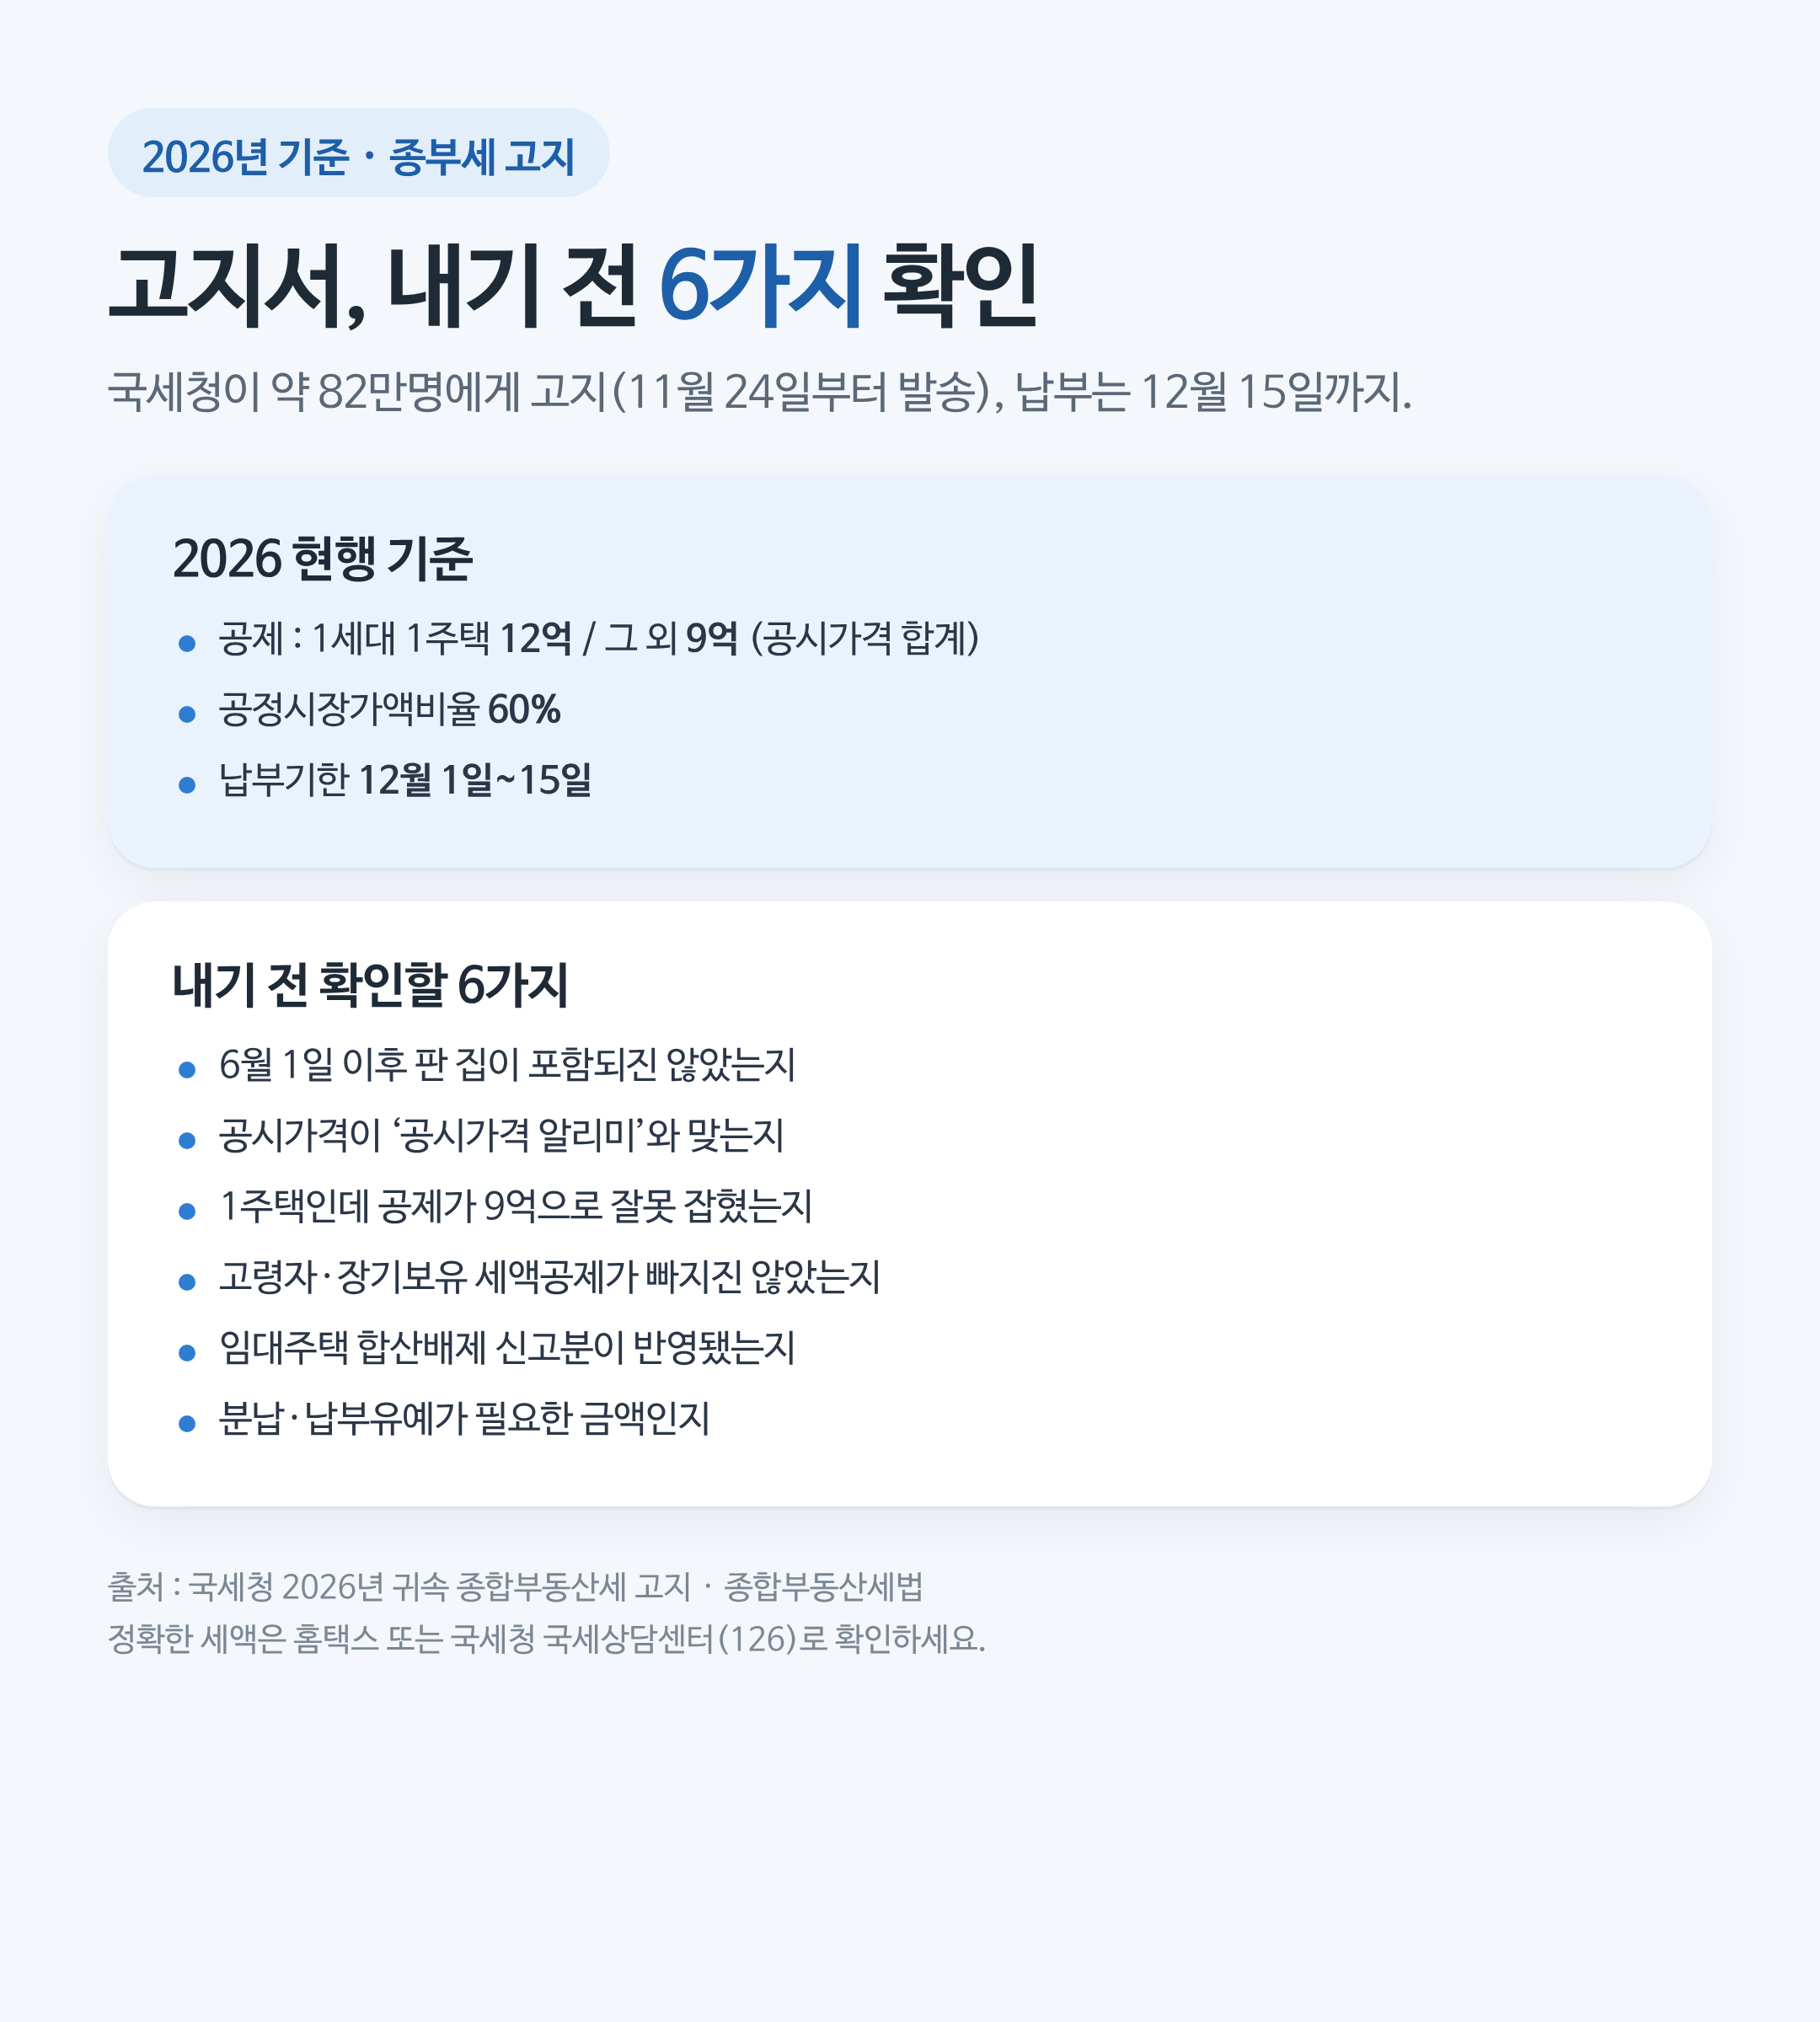 2026년 기준 · 종부세 고지
고지서, 내기 전 6가지 확인
국세청이 약 82만명에게 고지(11월 24일부터 발송), 납부는 12월 15일까지.
2026 현행 기준
● 공제 : 1세대 1주택 12억 / 그 외 9억 (공시가격 합계)
● 공정시장가액비율 60%
● 납부기한 12월 1일~15일
내기 전 확인할 6가지
● 6월 1일 이후 판 집이 포함되진 않았는지
● 공시가격이 ‘공시가격 알리미’와 맞는지
● 1주택인데 공제가 9억으로 잘못 잡혔는지
● 고령자·장기보유 세액공제가 빠지진 않았는지
● 임대주택 합산배제 신고분이 반영됐는지
● 분납·납부유예가 필요한 금액인지
출처 : 국세청 2026년 귀속 종합부동산세 고지 · 종합부동산세법
정확한 세액은 홈택스 또는 국세청 국세상담센터(126)로 확인하세요.